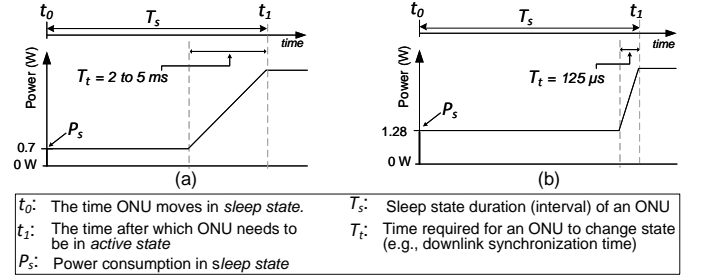 t0 Ts t1
time
Power (W)
Tt = 2 to 5 ms
Ps
0.7
0 W
(a)
t0 Ts t1
time
Power (W)
Tt = 125 µs
Ps
1.28
0 W
(b)
t0: The time ONU moves in sleep state.
t1: The time after which ONU needs to
be in active state
Ps: Power consumption in sleep state
Ts: Sleep state duration (interval) of an ONU
Tt: Time required for an ONU to change state
(e.g., downlink synchronization time)